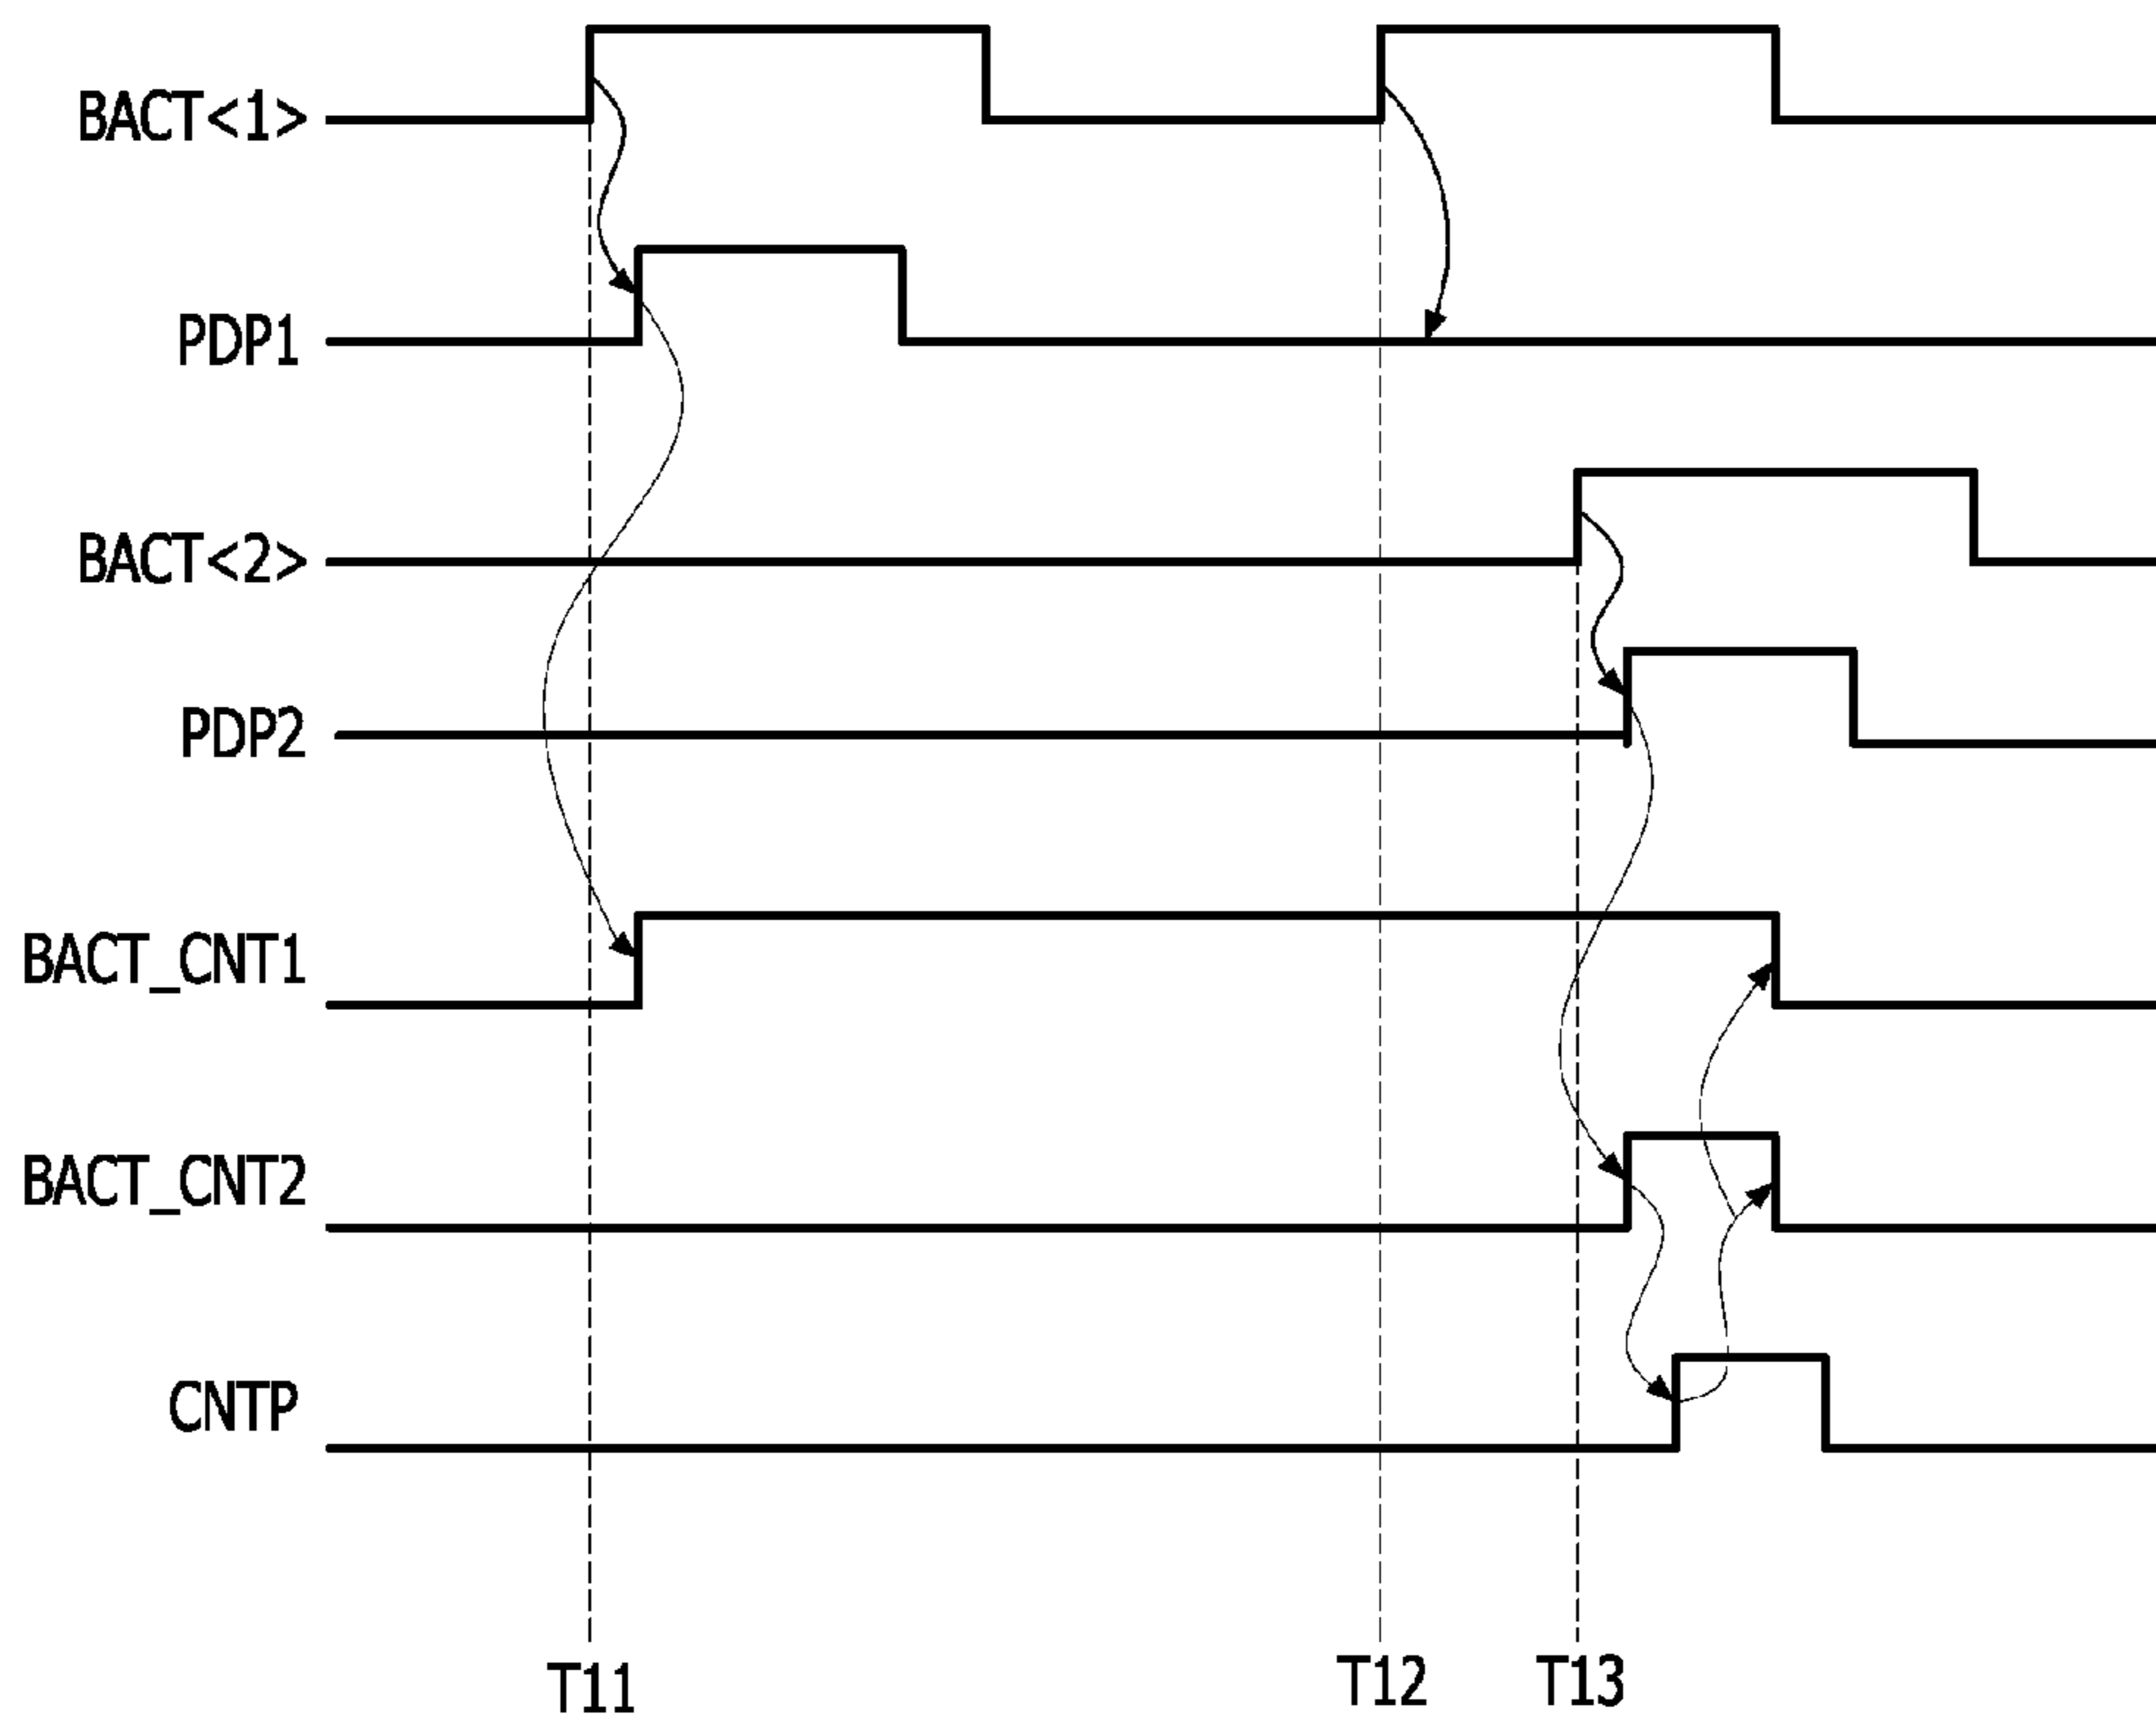 BACT<1>
PDP1
BACT<2>
PDP2
BACT_CNT1
BACT_CNT2
CNTP
T11 T12 T13